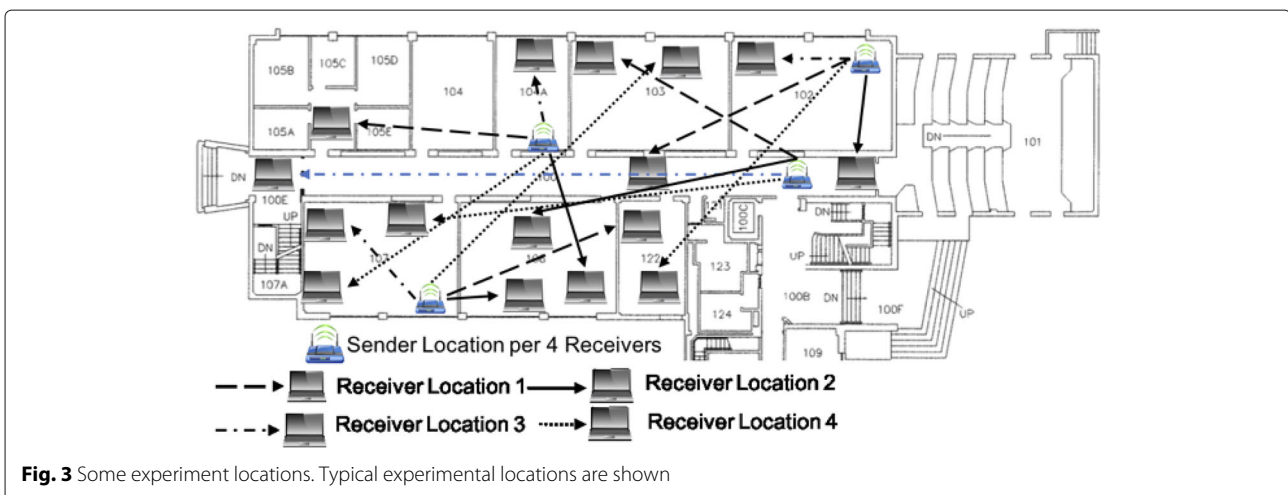 105B
105C
105D
104
104A
103
102
105A
105E
DN
101
100
DN
100E
UP
100C
DN
DN
107
108
122
123
UP
107A
124
100B
DN
100F
UP
109
Sender Location per 4 Receivers
Receiver Location 1
Receiver Location 2
Receiver Location 3
Receiver Location 4
Fig. 3 Some experiment locations. Typical experimental locations are shown